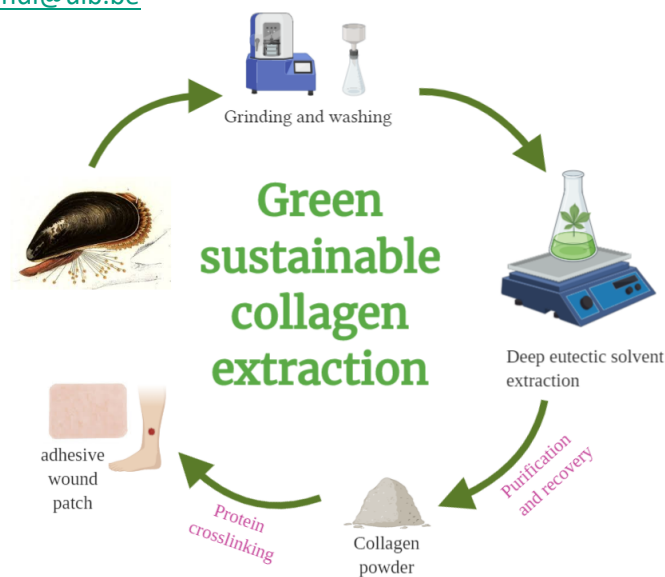 Grinding and washing
Green
sustainable
collagen
extraction
Deep eutectic solvent
extraction
Purification
and recovery
Collagen
powder
Protein
crosslinking
adhesive
wound
patch